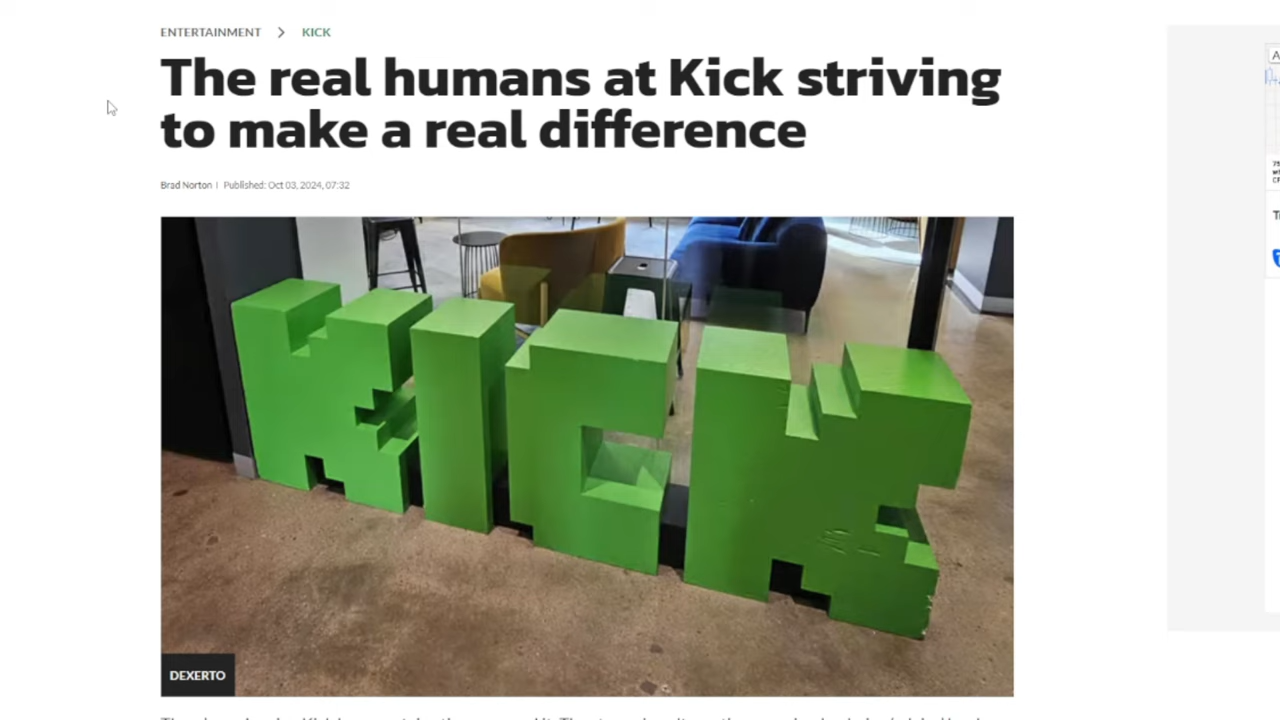 ENTERTAINMENT > KICK
The real humans at Kick striving
to make a real difference
Brad Norton | Published: Oct 03, 2024, 07:32
KICK
DEXERTO